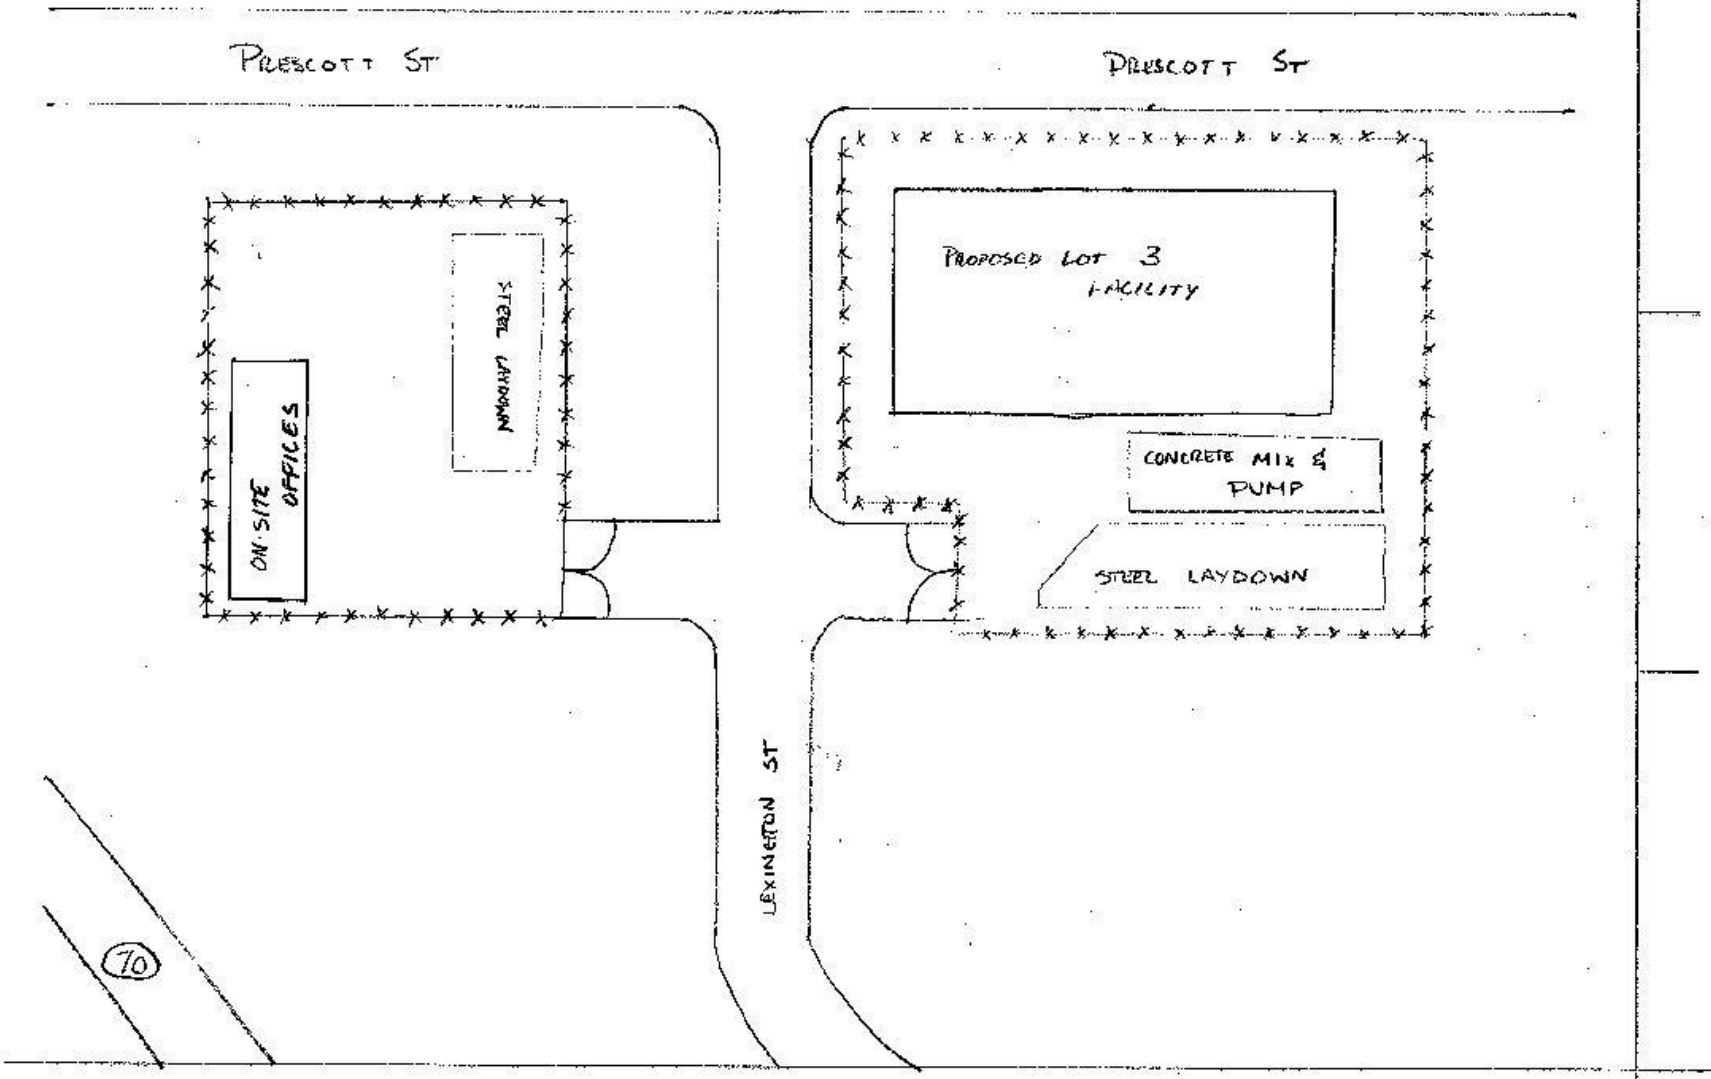 PRESCOTT ST
PRESCOTT ST
PROPOSED LOT 3
FACILITY
STEEL LAYDOWN
ON-SITE
OFFICES
CONCRETE MIX &
PUMP
STEEL LAYDOWN
LEXINGTON ST
70